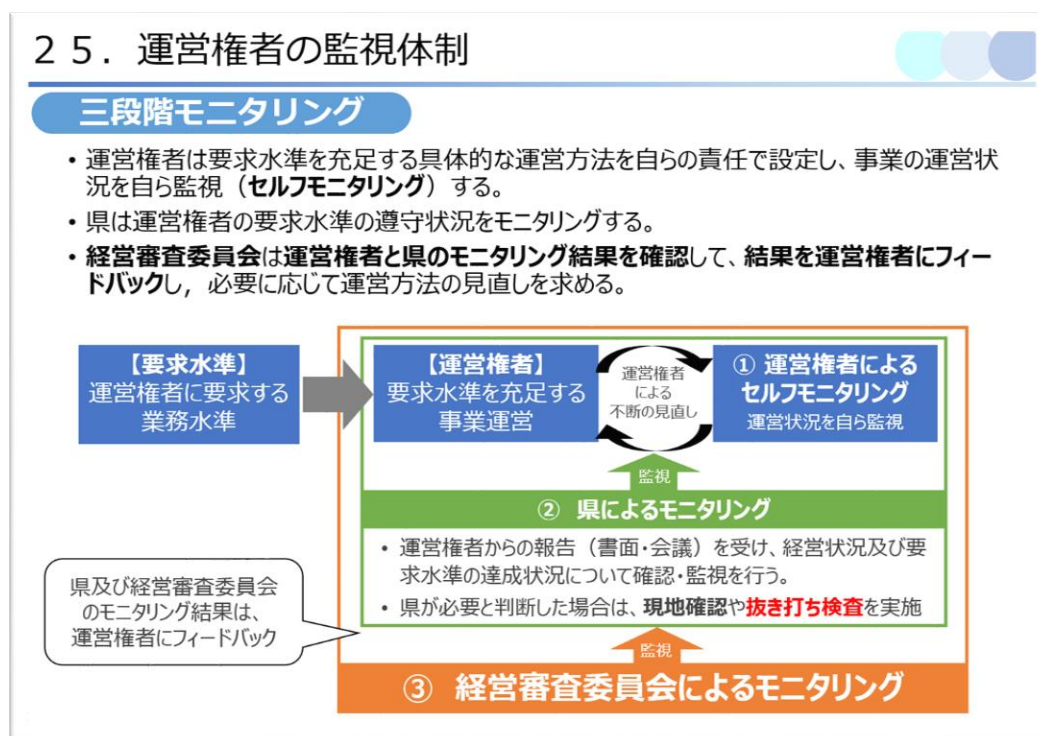 ２５．運営権者の監視体制
三段階モニタリング
• 運営権者は要求水準を充足する具体的な運営方法を自らの責任で設定し、事業の運営状
況を自ら監視（セルフモニタリング）する。
• 県は運営権者の要求水準の遵守状況をモニタリングする。
• 経営審査委員会は運営権者と県のモニタリング結果を確認して、結果を運営権者にフィー
ドバックし，必要に応じて運営方法の見直しを求める。
【要求水準】
運営権者に要求する
業務水準
【運営権者】
要求水準を充足する
事業運営
運営権者
による
不断の見直し
① 運営権者による
セルフモニタリング
運営状況を自ら監視
監視
② 県によるモニタリング
• 運営権者からの報告（書面・会議）を受け、経営状況及び要
求水準の達成状況について確認・監視を行う。
• 県が必要と判断した場合は、現地確認や抜き打ち検査を実施
県及び経営審査委員会
のモニタリング結果は、
運営権者にフィードバック
監視
③ 経営審査委員会によるモニタリング